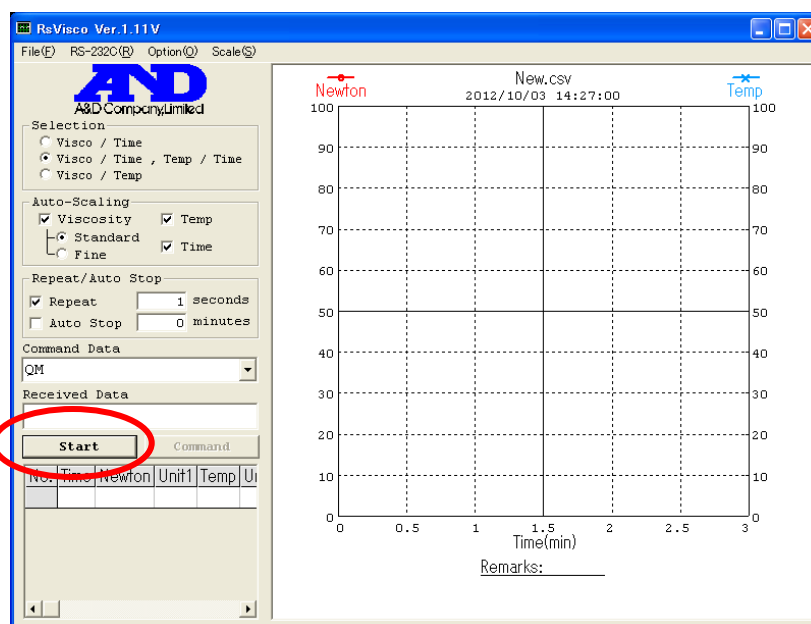 RsVisco Ver.1.11V
File(F) RS-232C(R) Option(O) Scale(S)
AND
A&D Company,Limited
Selection
Visco / Time
Visco / Time , Temp / Time
Visco / Temp
Auto-Scaling
Viscosity Temp
Standard
Time
Fine
Repeat/Auto Stop
Repeat 1 seconds
Auto Stop 0 minutes
Command Data
QM
Received Data
Start Command
No. Time Newton Unit1 Temp
New.csv
Newton Temp
2012/10/03 14:27:00
100 100
90 90
80 80
70 70
60 60
50 50
40 40
30 30
20 20
10 10
0 0
0 0.5 1 1.5 2 2.5 3
Time(min)
Remarks: